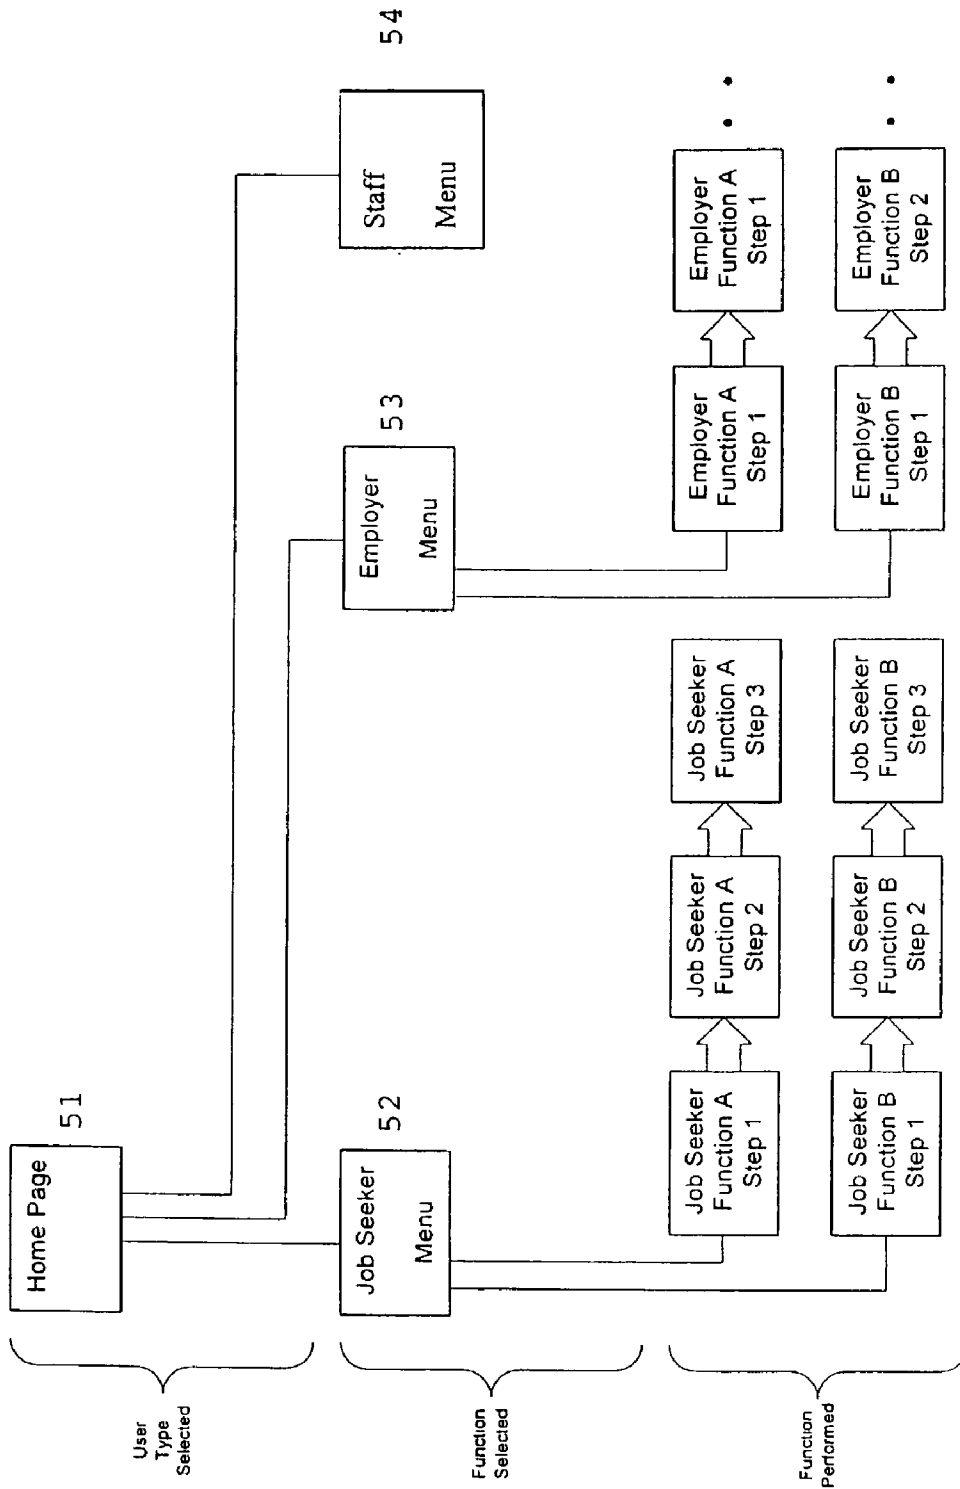 User
Type
Selected
Home Page
51
Function
Selected
Job Seeker
Menu
52
Employer
Menu
53
Staff
Menu
54
Function
Performed
Job Seeker
Function A
Step 1
Job Seeker
Function A
Step 2
Job Seeker
Function A
Step 3
Employer
Function A
Step 1
Employer
Function A
Step 1
Job Seeker
Function B
Step 1
Job Seeker
Function B
Step 2
Job Seeker
Function B
Step 3
Employer
Function B
Step 1
Employer
Function B
Step 2